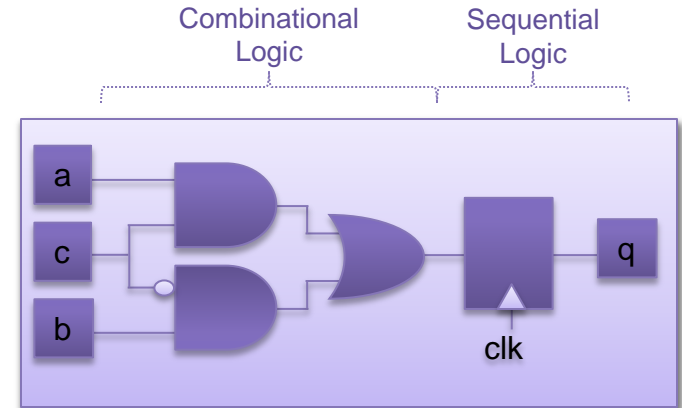 Combinational
Logic
Sequential
Logic
a
c
b
q
clk